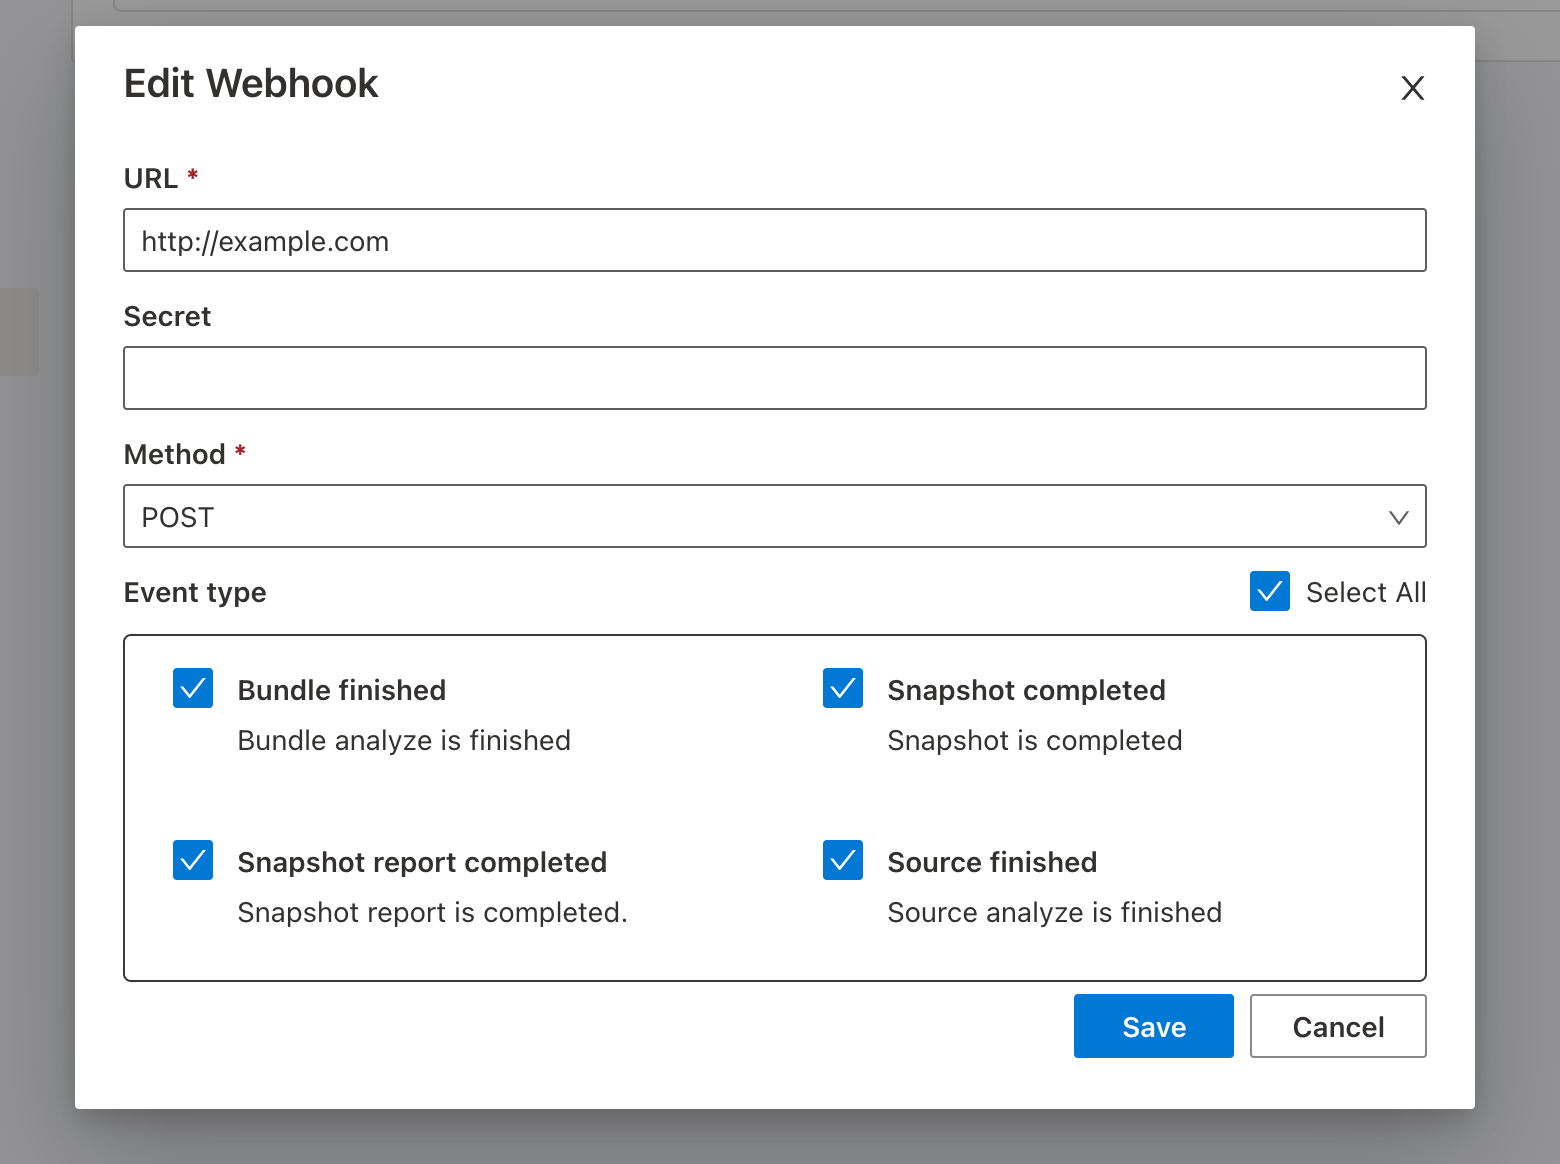 Edit Webhook
URL *
http://example.com
Secret
Method *
POST
Event type
Select All
Bundle finished
Bundle analyze is finished
Snapshot completed
Snapshot is completed
Snapshot report completed
Snapshot report is completed.
Source finished
Source analyze is finished
Save
Cancel